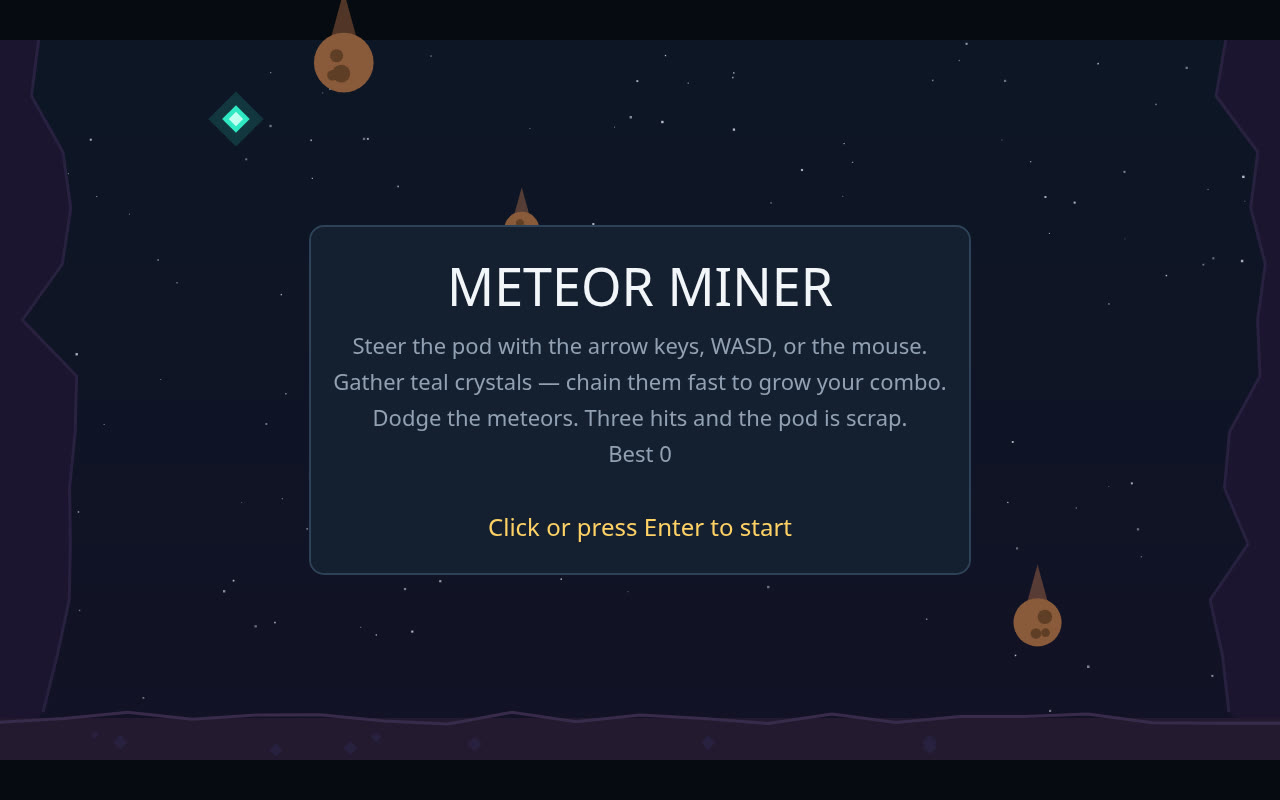 METEOR MINER
Steer the pod with the arrow keys, WASD, or the mouse.
Gather teal crystals — chain them fast to grow your combo.
Dodge the meteors. Three hits and the pod is scrap.
Best 0
Click or press Enter to start